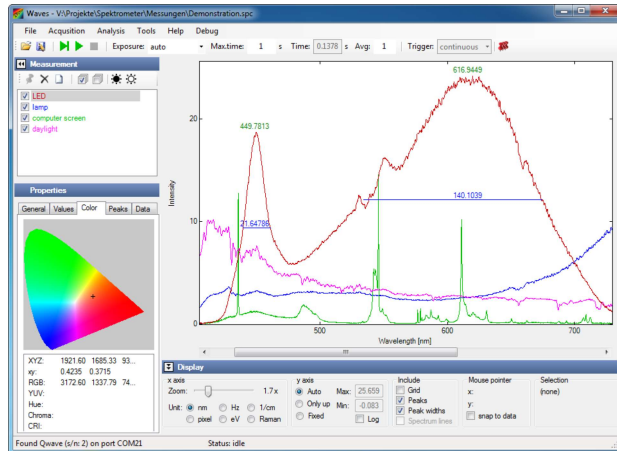 Waves - V:\Projekte\Spektrometer\Messungen\Demonstration.spc
File Acquisition Analysis Tools Help Debug
Exposure: auto Max.time: 1 s Time: 0.1378 s Avg: 1 Trigger: continuous
Measurement
LED
lamp
computer screen
daylight
Properties
General Values Color Peaks Data
XYZ: 1921.60 1685.33 93...
xy: 0.4235 0.3715
RGB: 3172.60 1337.79 74...
YUV:
Hue:
Chroma:
CRI:
616.9449
449.7813
20
140.1039
21.64786
10
0
Intensity
500 600 700
Wavelength [nm]
Display
x axis
Zoom: 1.7x
Unit: nm Hz 1/cm
pixel eV Raman
y axis
Auto Max: 25.659
Only up Min: -0.083
Fixed Log
Include
Grid
Peaks
Peak widths
Spectrum lines
Mouse pointer
x:
y:
snap to data
Selection
(none)
Found Qwave (s/n: 2) on port COM21 Status: idle